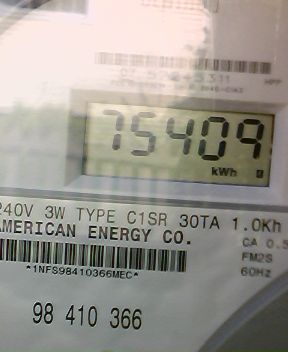 75409
kWh
240V 3W TYPE C1SR 30TA 1.0Kh
AMERICAN ENERGY CO.
CA 0.5
FM2S
*1NFS98410366MEC*
60Hz
98 410 366